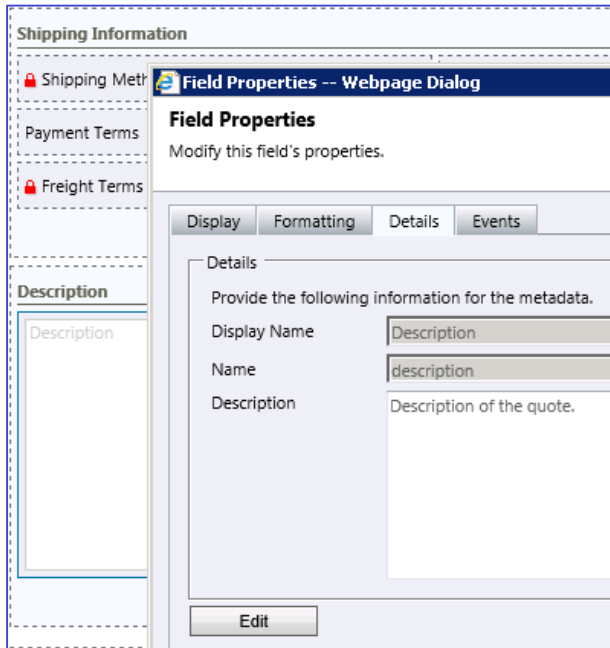 Shipping Information
Shipping Meth
Payment Terms
Freight Terms
Description
Description
Field Properties -- Webpage Dialog
Field Properties
Modify this field's properties.
Display Formatting Details Events
Details
Provide the following information for the metadata.
Display Name Description
Name description
Description Description of the quote.
Edit